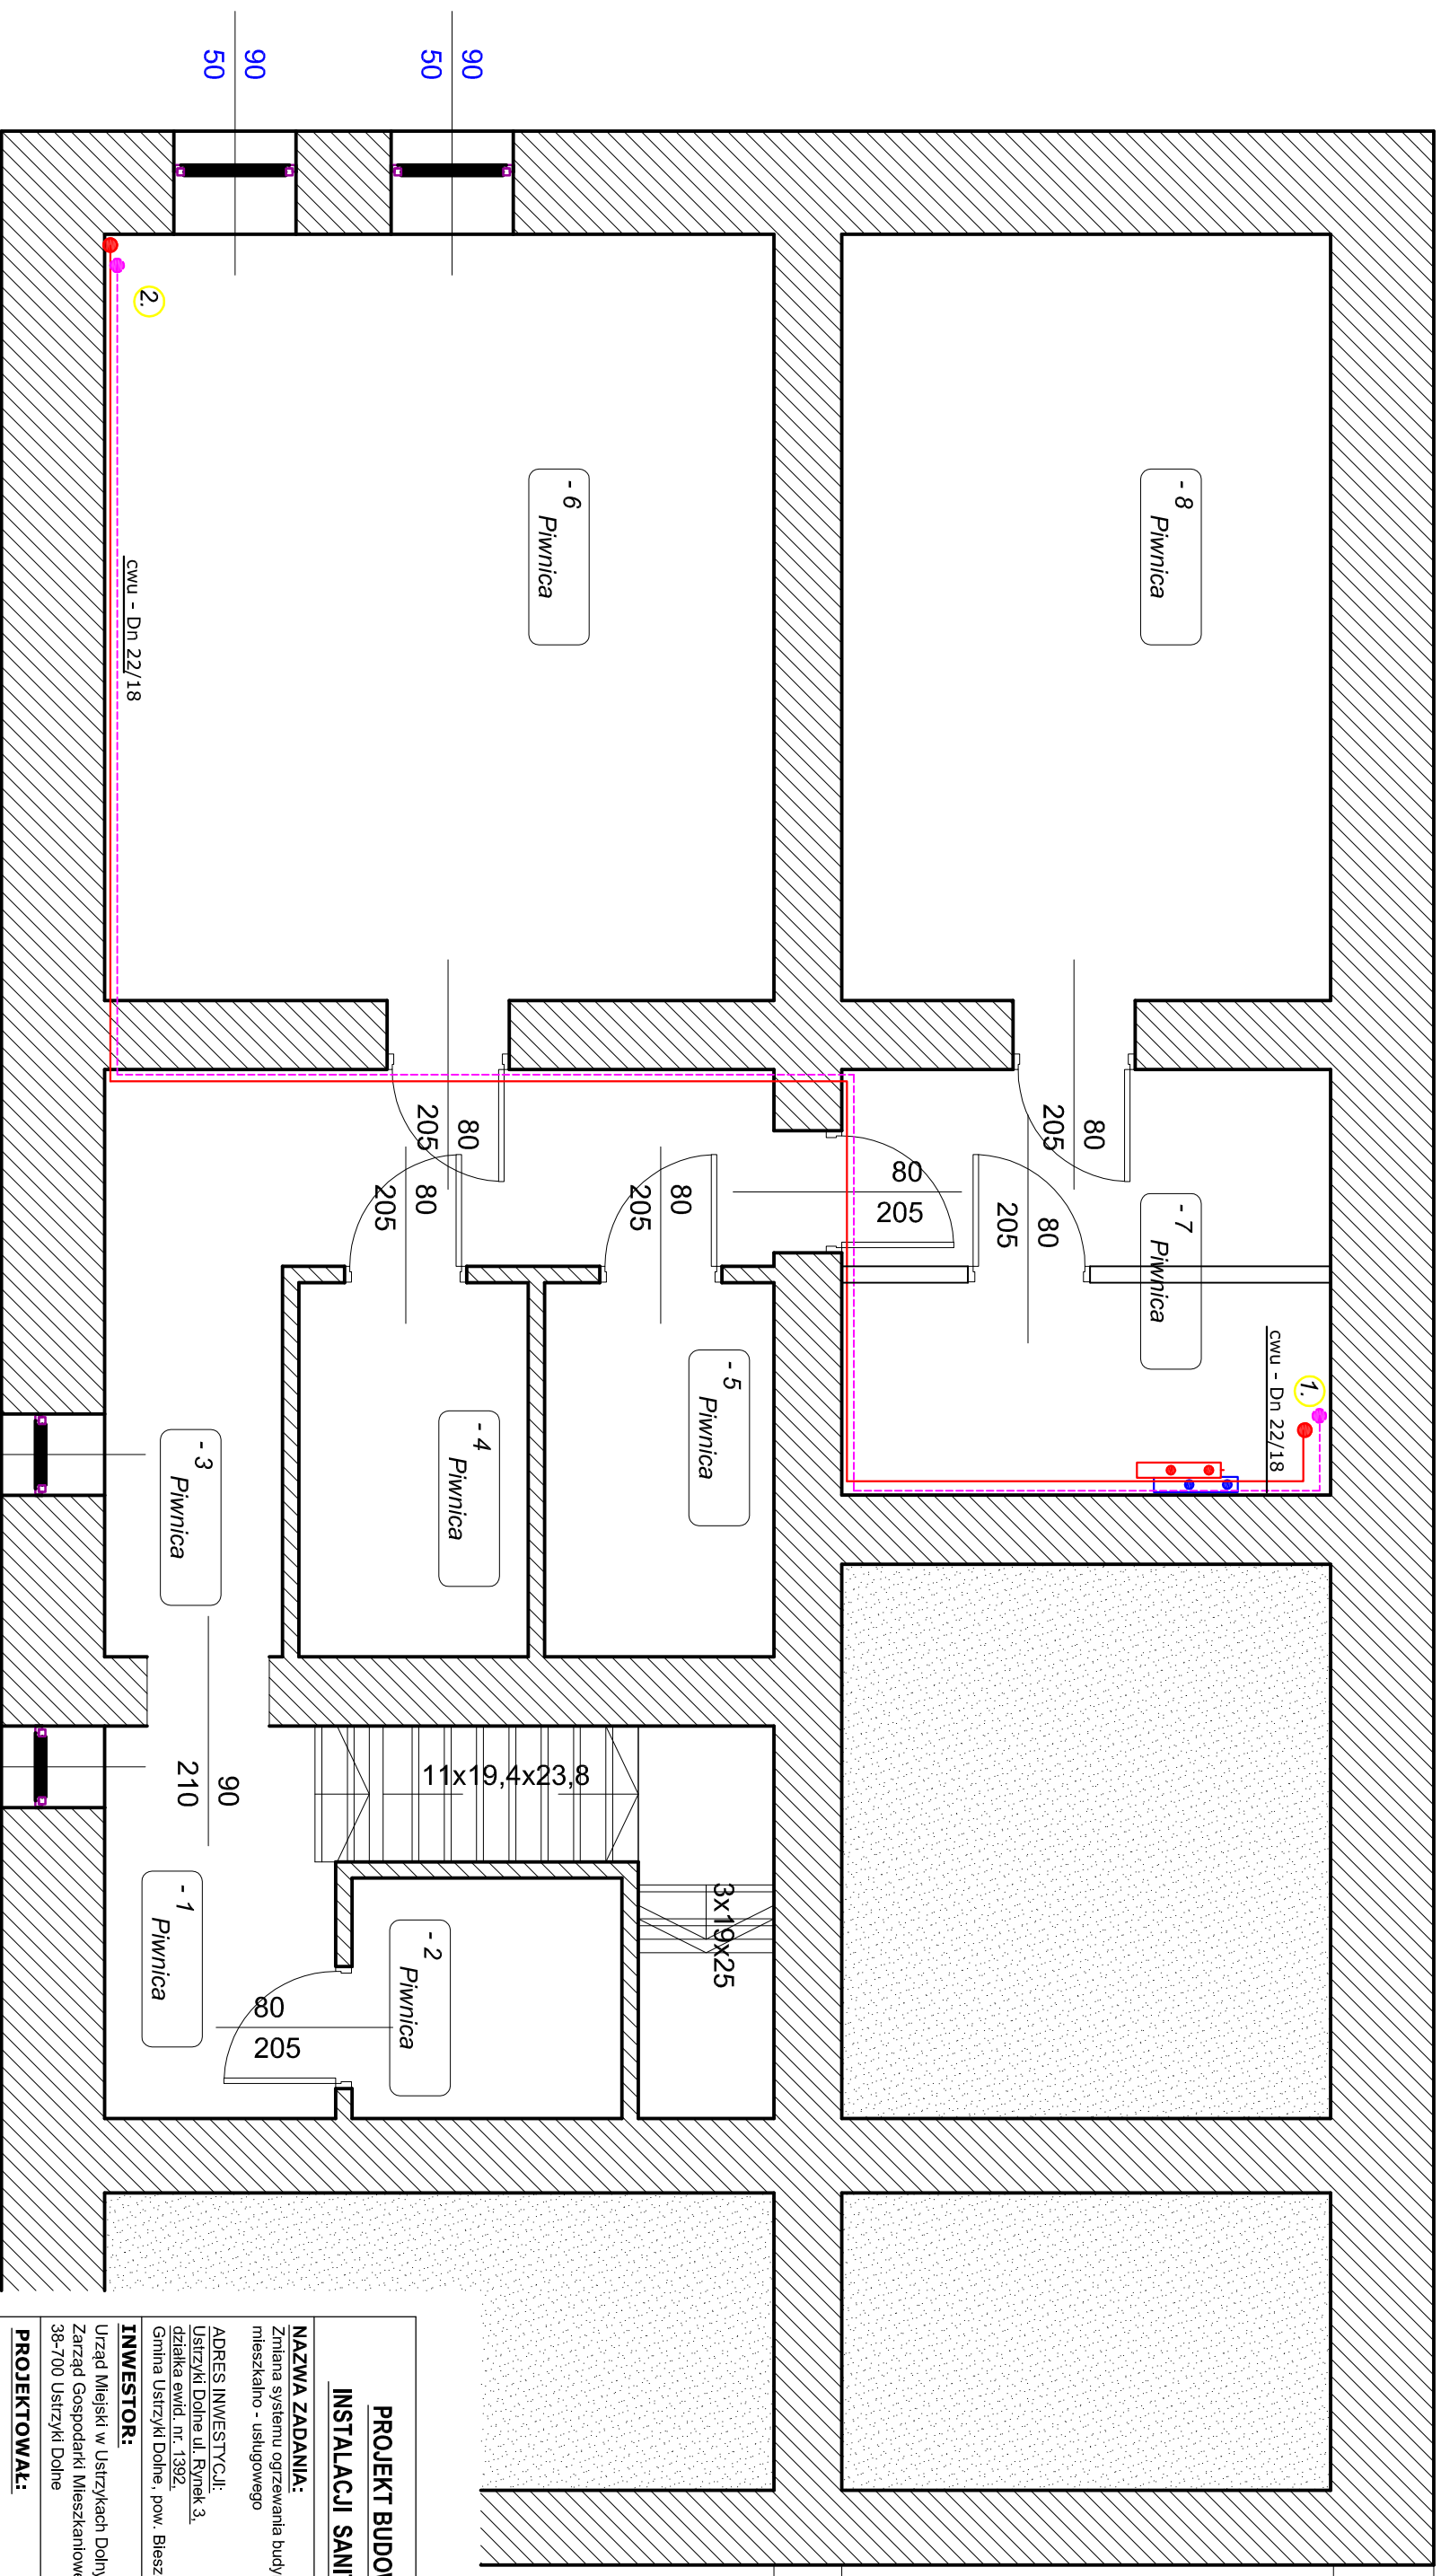 90
50
90
50
2.
cwu - Dn 22/18
- 6
Piwnica
- 8
Piwnica
80
205
80
205
80
205
80
205
80
205
80
205
- 7
Piwnica
1.
cwu - Dn 22/18
- 5
Piwnica
- 4
Piwnica
- 3
Piwnica
90
210
11x19,4x23,8
3x19x25
- 1
Piwnica
- 2
Piwnica
80
205
PROJEKT BUDOW
INSTALACJI SANI
NAZWA ZADANIA:
Zmiana systemu ogrzewania budy
mieszkalno - usługowego
ADRES INWESTYCJI:
Ustrzyki Dolne ul. Rynek 3,
działka ewid. nr. 1392,
Gmina Ustrzyki Dolne, pow. Biesz
INWESTOR:
Urząd Miejski w Ustrzykach Dolny
Zarząd Gospodarki Mieszkaniowe
38-700 Ustrzyki Dolne
PROJEKTOWAŁ: